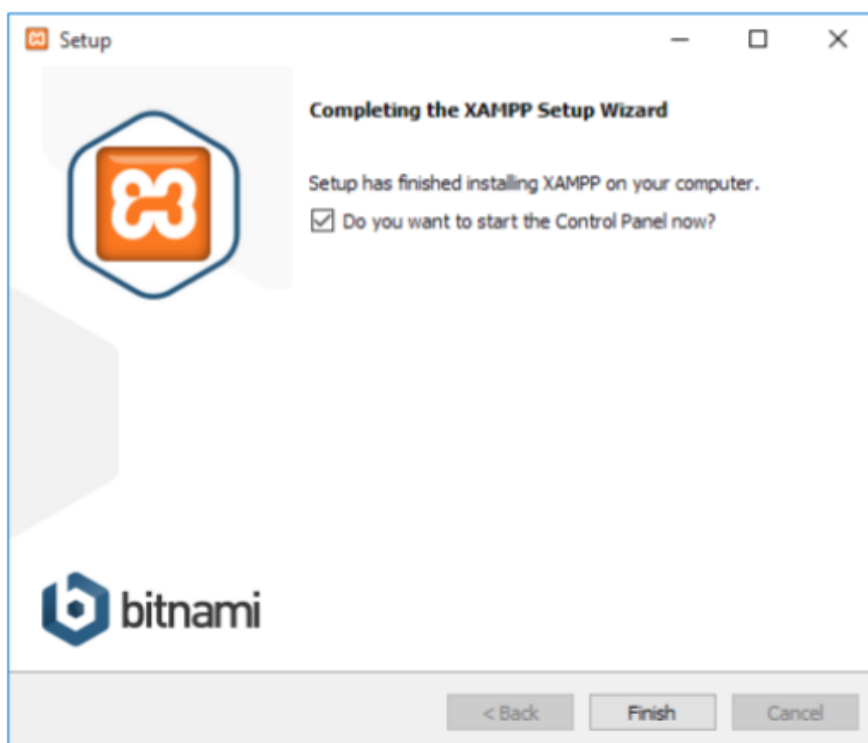 Setup
Completing the XAMPP Setup Wizard
Setup has finished installing XAMPP on your computer.
Do you want to start the Control Panel now?
bitnami
< Back Finish Cancel